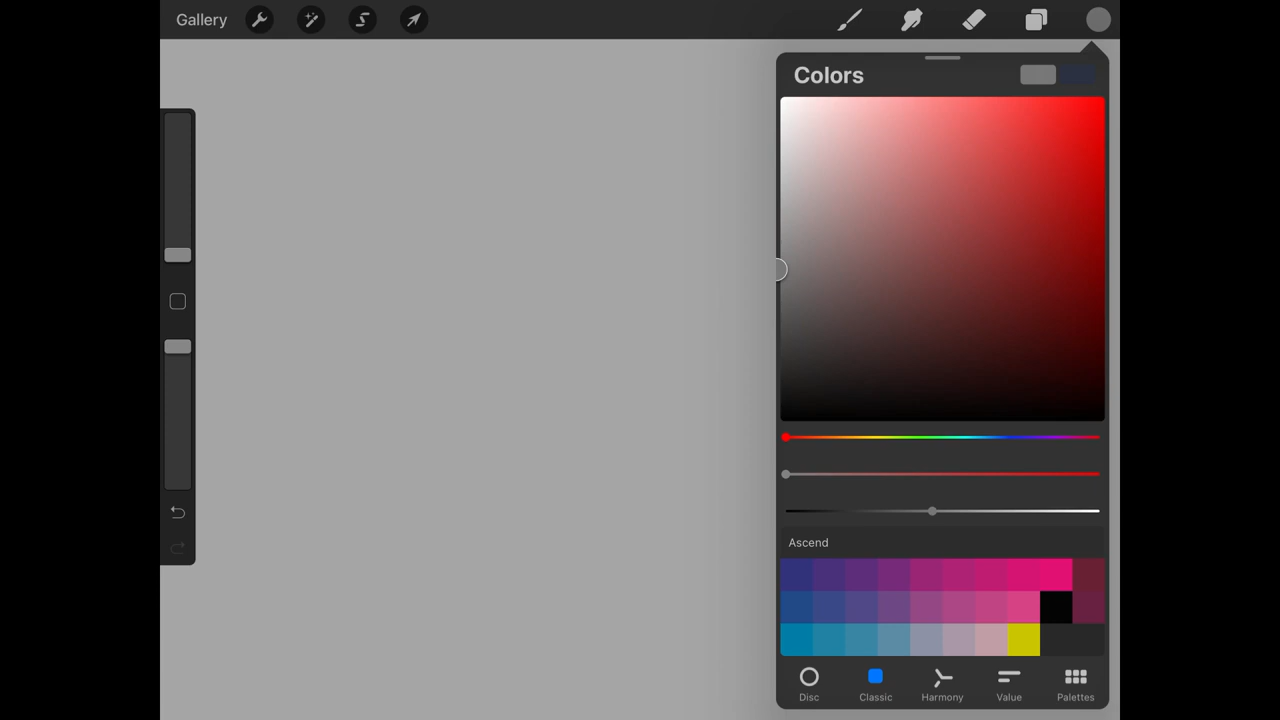 Gallery
Colors
Ascend
Disc
Classic
Harmony
Value
Palettes